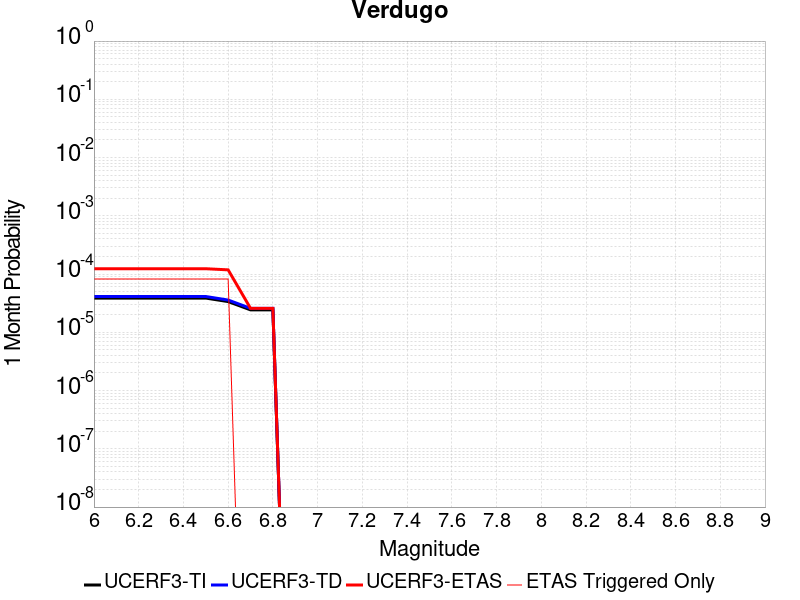 Verdugo
10^0
10^-1
10^-2
10^-3
10^-4
10^-5
10^-6
10^-7
10^-8
1 Month Probability
6 6.2 6.4 6.6 6.8 7 7.2 7.4 7.6 7.8 8 8.2 8.4 8.6 8.8 9
Magnitude
UCERF3-TI UCERF3-TD UCERF3-ETAS ETAS Triggered Only